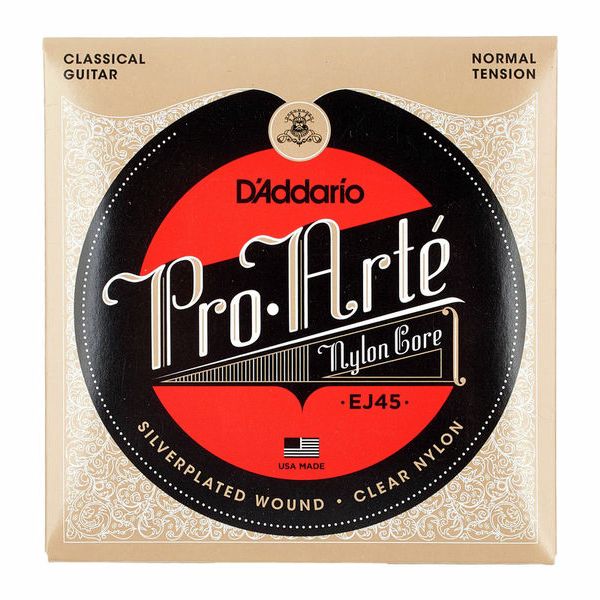 CLASSICAL
GUITAR
NORMAL
TENSION
D'Addario
Pro·Arté
Nylon Core
·EJ45·
USA MADE
SILVERPLATED WOUND · CLEAR NYLON